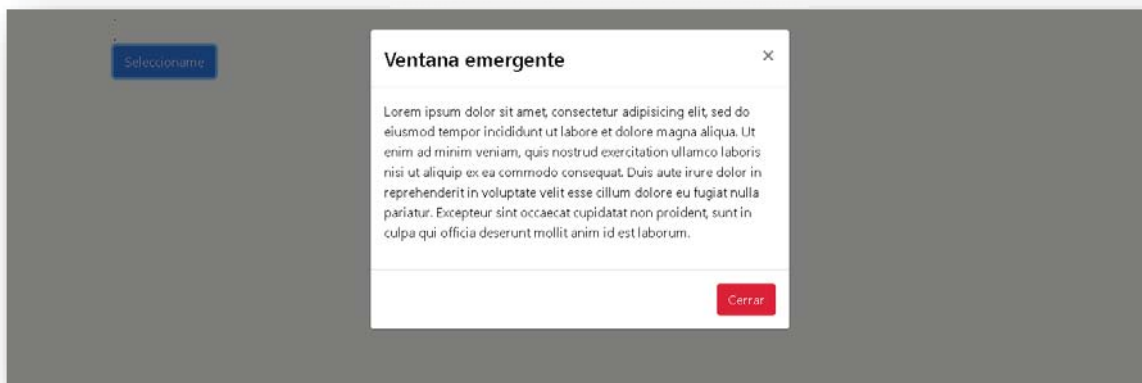 Seleccioname
Ventana emergente
×
Lorem ipsum dolor sit amet, consectetur adipisicing elit, sed do
eiusmod tempor incididunt ut labore et dolore magna aliqua. Ut
enim ad minim veniam, quis nostrud exercitation ullamco laboris
nisi ut aliquip ex ea commodo consequat. Duis aute irure dolor in
reprehenderit in voluptate velit esse cillum dolore eu fugiat nulla
pariatur. Excepteur sint occaecat cupidatat non proident, sunt in
culpa qui officia deserunt mollit anim id est laborum.
Cerrar